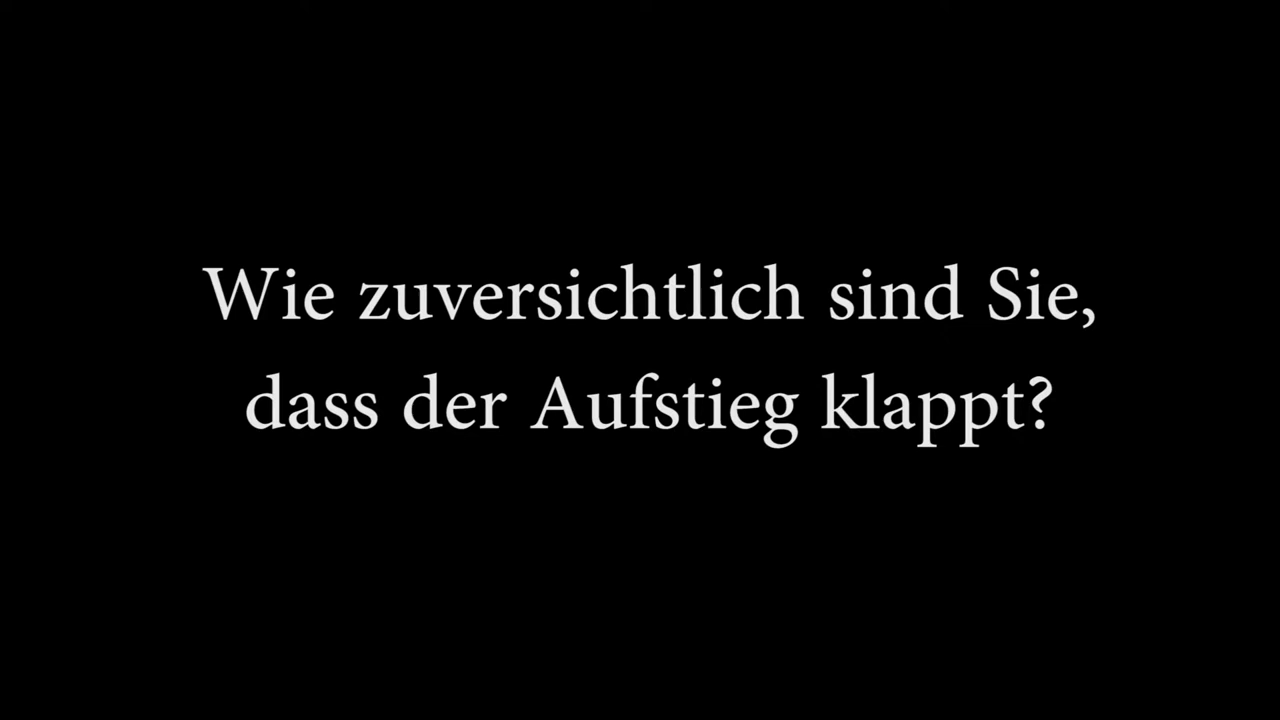 Wie zuversichtlich sind Sie,
dass der Aufstieg klappt?